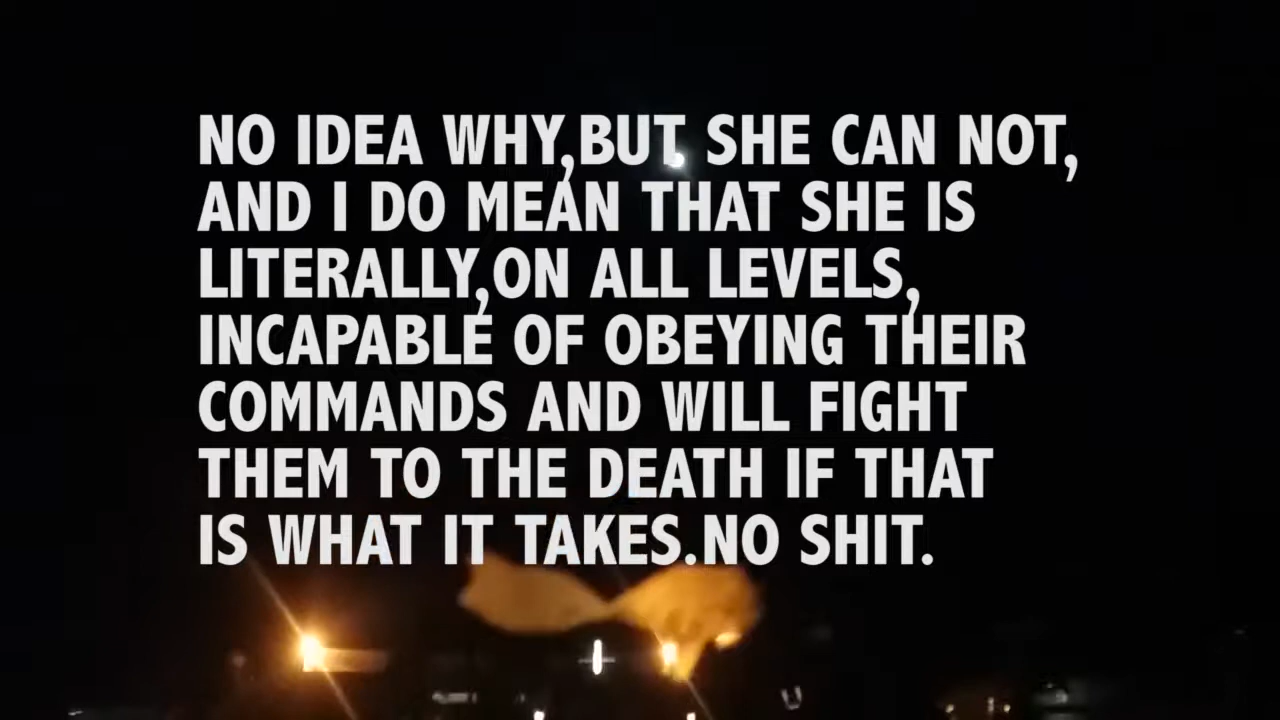 NO IDEA WHY,BUT SHE CAN NOT,
AND I DO MEAN THAT SHE IS
LITERALLY,ON ALL LEVELS,
INCAPABLE OF OBEYING THEIR
COMMANDS AND WILL FIGHT
THEM TO THE DEATH IF THAT
IS WHAT IT TAKES.NO SHIT.